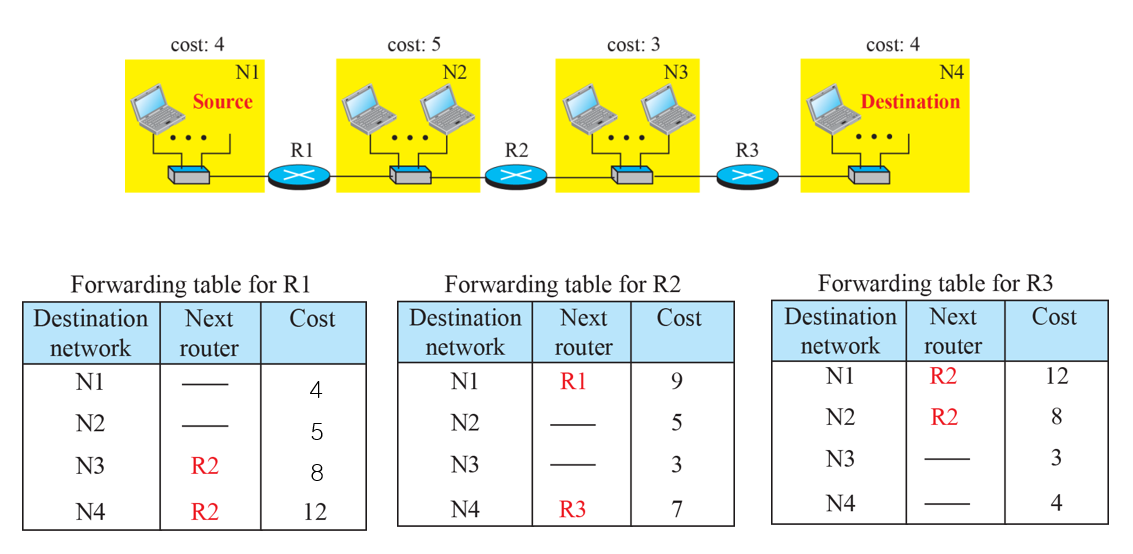 cost: 4 cost: 5 cost: 3 cost: 4
N1 N2 N3 N4
Source Destination
R1 R2 R3
Forwarding table for R1
Destination network Next router Cost
N1 —— 4
N2 —— 5
N3 R2 8
N4 R2 12
Forwarding table for R2
Destination network Next router Cost
N1 R1 9
N2 —— 5
N3 —— 3
N4 R3 7
Forwarding table for R3
Destination network Next router Cost
N1 R2 12
N2 R2 8
N3 —— 3
N4 —— 4